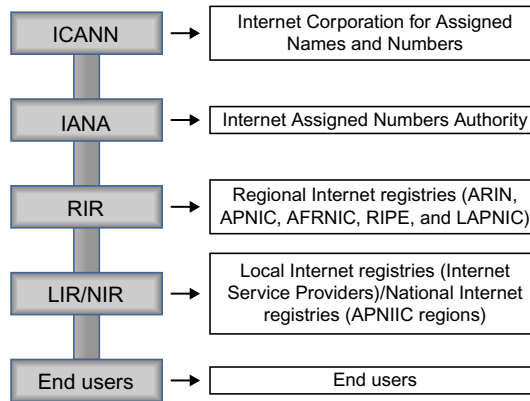 ICANN
Internet Corporation for Assigned
Names and Numbers
IANA
Internet Assigned Numbers Authority
RIR
Regional Internet registries (ARIN,
APNIC, AFRNIC, RIPE, and LAPNIC)
LIR/NIR
Local Internet registries (Internet
Service Providers)/National Internet
registries (APNIIC regions)
End users
End users